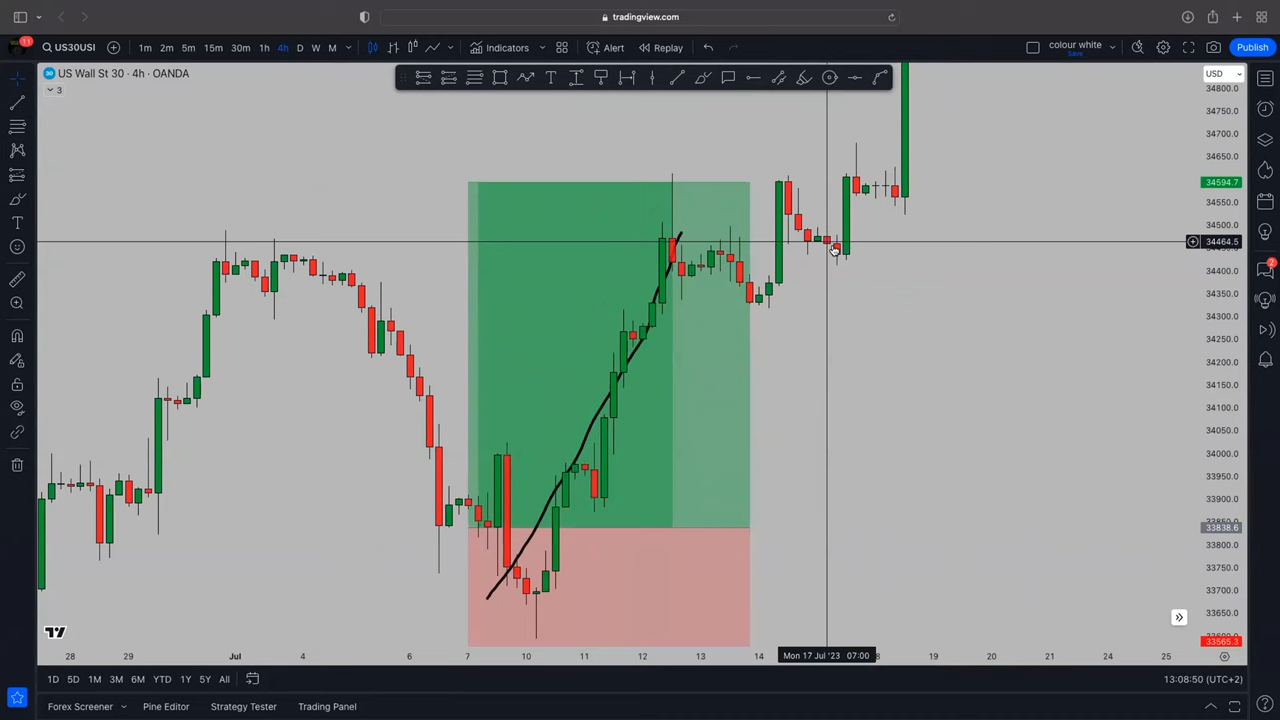 tradingview.com
11
US30USI
1m 2m 5m 15m 30m 1h 4h D W M
Indicators
Alert
Replay
colour white
Save
Publish
30 US Wall St 30 · 4h · OANDA
3
USD
34800.0
34750.0
34700.0
34650.0
34594.7
34550.0
34500.0
34464.5
34400.0
34350.0
34300.0
34250.0
34200.0
34150.0
34100.0
34050.0
34000.0
33950.0
33900.0
33838.6
33800.0
33750.0
33700.0
33650.0
33565.3
2
28 29 Jul 4 6 7 10 11 12 13 14 Mon 17 Jul '23 07:00 8 19 20 21 24 25
1D 5D 1M 3M 6M YTD 1Y 5Y All
13:08:50 (UTC+2)
Forex Screener Pine Editor Strategy Tester Trading Panel